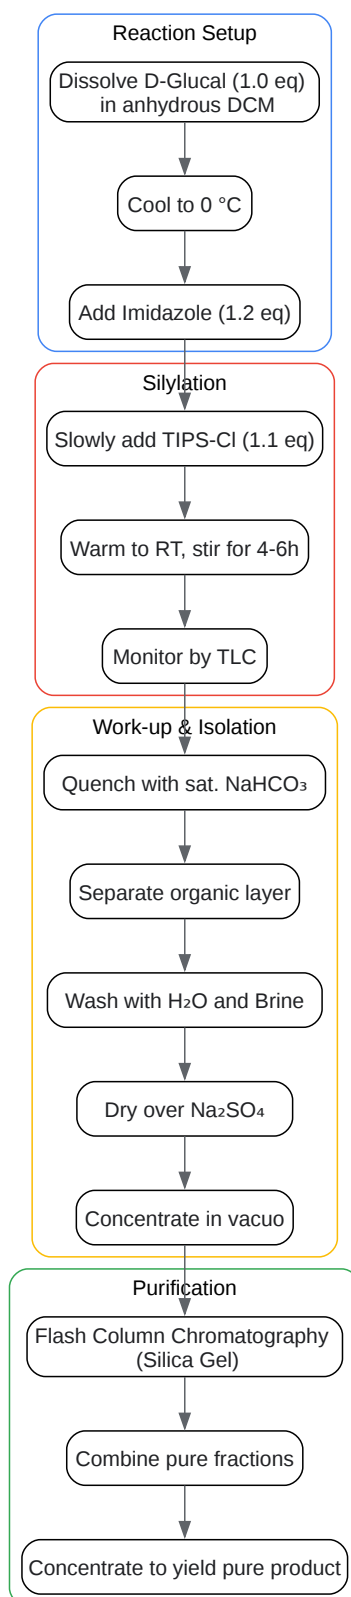 Reaction Setup
Dissolve D-Glucal (1.0 eq)
in anhydrous DCM
Cool to 0 °C
Add Imidazole (1.2 eq)
Silylation
Slowly add TIPS-Cl (1.1 eq)
Warm to RT, stir for 4-6h
Monitor by TLC
Work-up & Isolation
Quench with sat. NaHCO₃
Separate organic layer
Wash with H₂O and Brine
Dry over Na₂SO₄
Concentrate in vacuo
Purification
Flash Column Chromatography
(Silica Gel)
Combine pure fractions
Concentrate to yield pure product